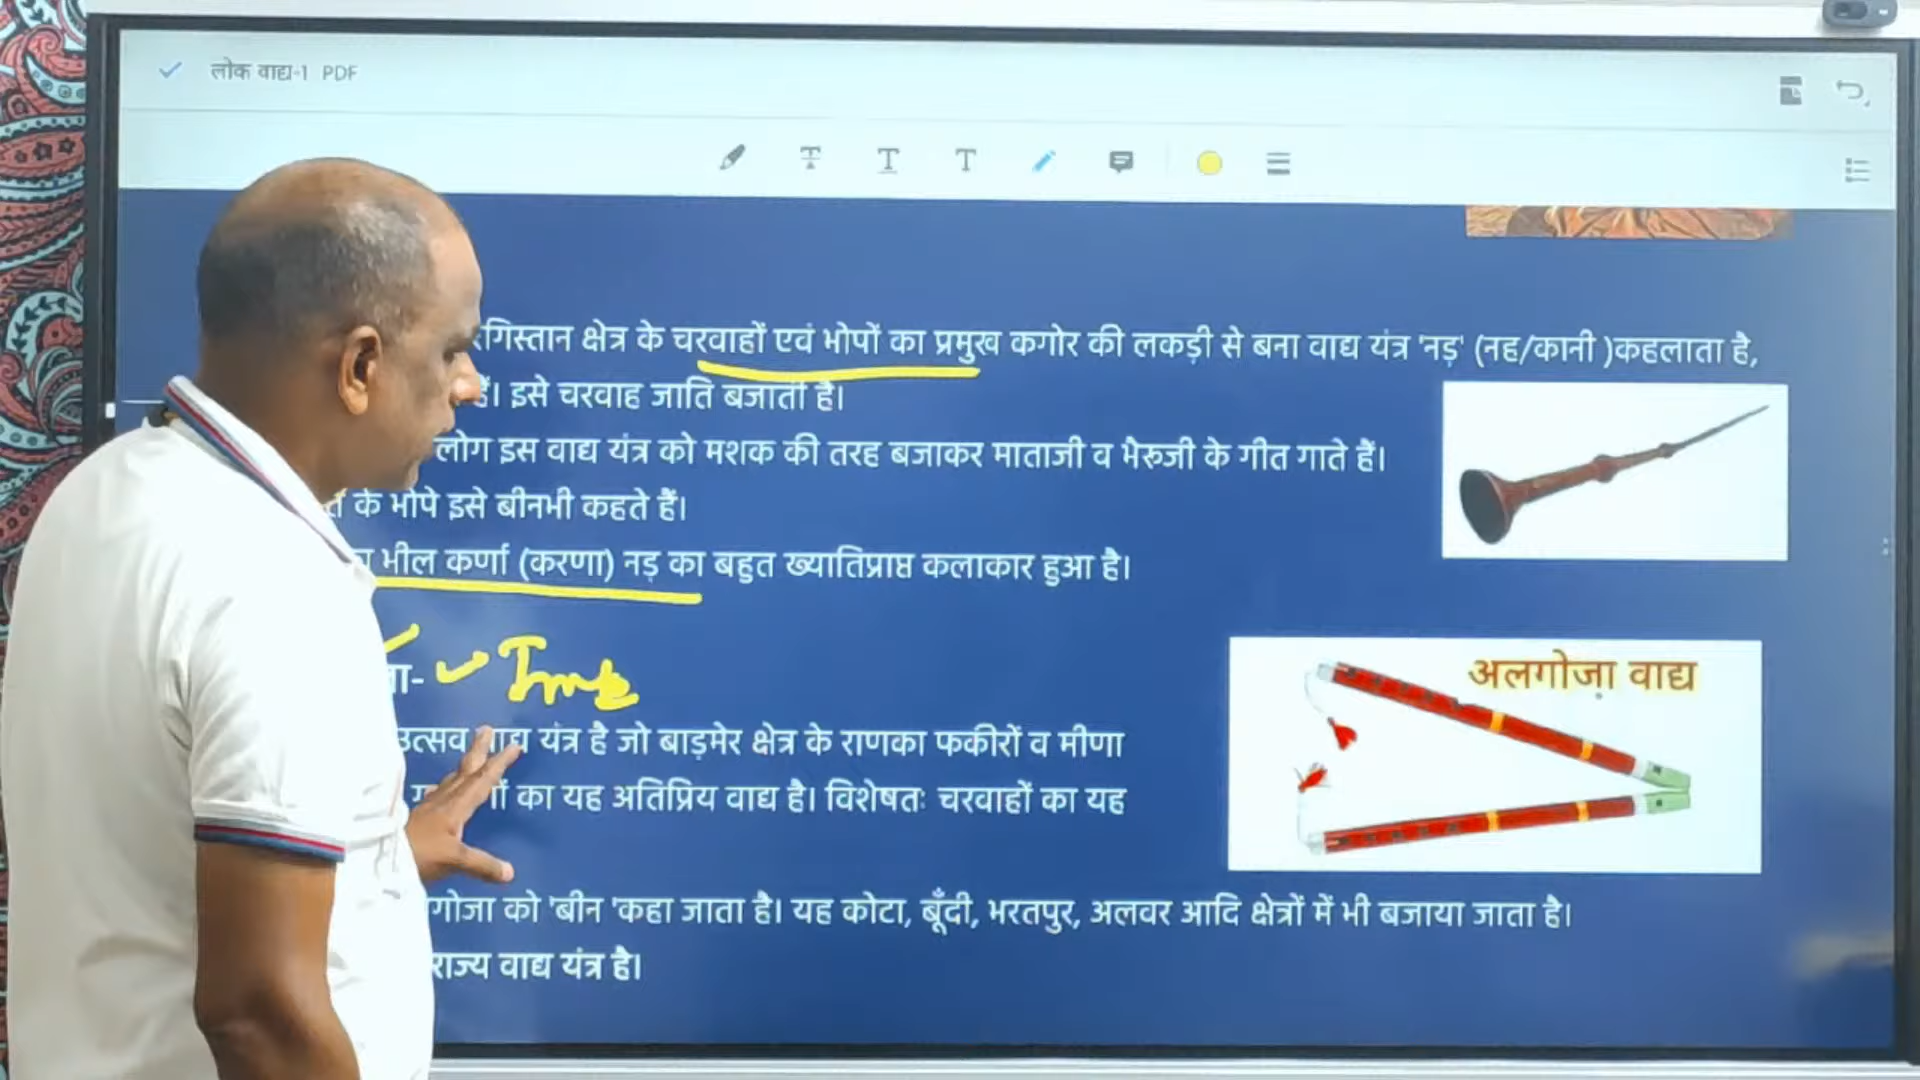 लोक वाद्य-1 PDF
रेगिस्तान क्षेत्र के चरवाहों एवं भोपों का प्रमुख कगोर की लकड़ी से बना वाद्य यंत्र 'नड़' (नह/कानी )कहलाता है,
हैं। इसे चरवाह जाति बजाती है।
लोग इस वाद्य यंत्र को मशक की तरह बजाकर माताजी व भैरूजी के गीत गाते हैं।
के भोपे इसे बीनभी कहते हैं।
भील कर्णा (करणा) नड़ का बहुत ख्यातिप्राप्त कलाकार हुआ है।
Imp
अलगोजा वाद्य
उत्सव वाद्य यंत्र है जो बाड़मेर क्षेत्र के राणका फकीरों व मीणा
का यह अतिप्रिय वाद्य है। विशेषतः चरवाहों का यह
गोजा को 'बीन 'कहा जाता है। यह कोटा, बूँदी, भरतपुर, अलवर आदि क्षेत्रों में भी बजाया जाता है।
राज्य वाद्य यंत्र है।